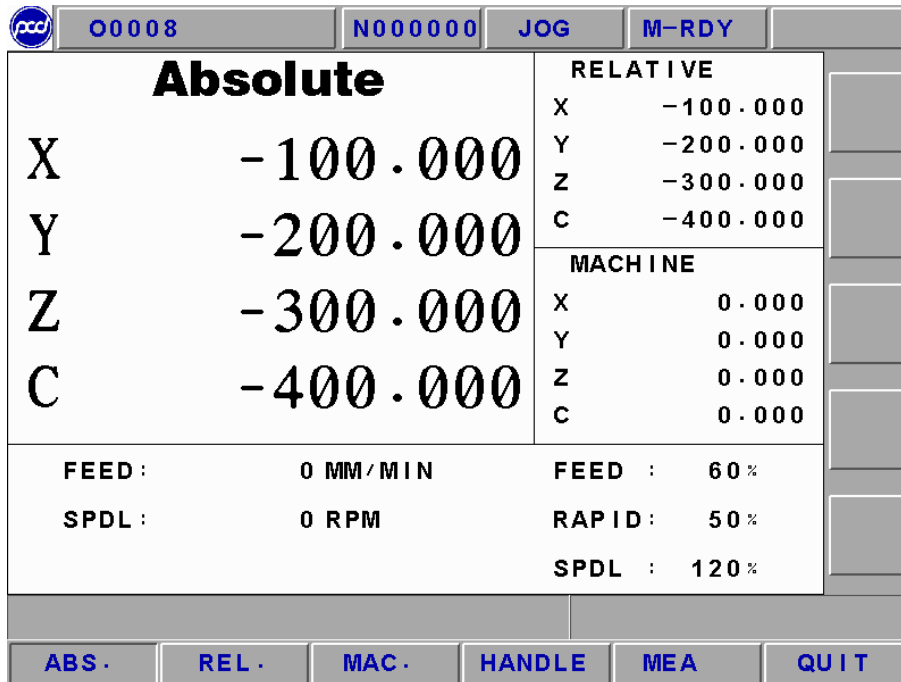 pcd O0008 N000000 JOG M-RDY
Absolute
X -100.000
Y -200.000
Z -300.000
C -400.000
RELATIVE
X -100.000
Y -200.000
Z -300.000
C -400.000
MACHINE
X 0.000
Y 0.000
Z 0.000
C 0.000
FEED: 0 MM/MIN
SPDL: 0 RPM
FEED : 60%
RAPID: 50%
SPDL : 120%
ABS. REL. MAC. HANDLE MEA QUIT